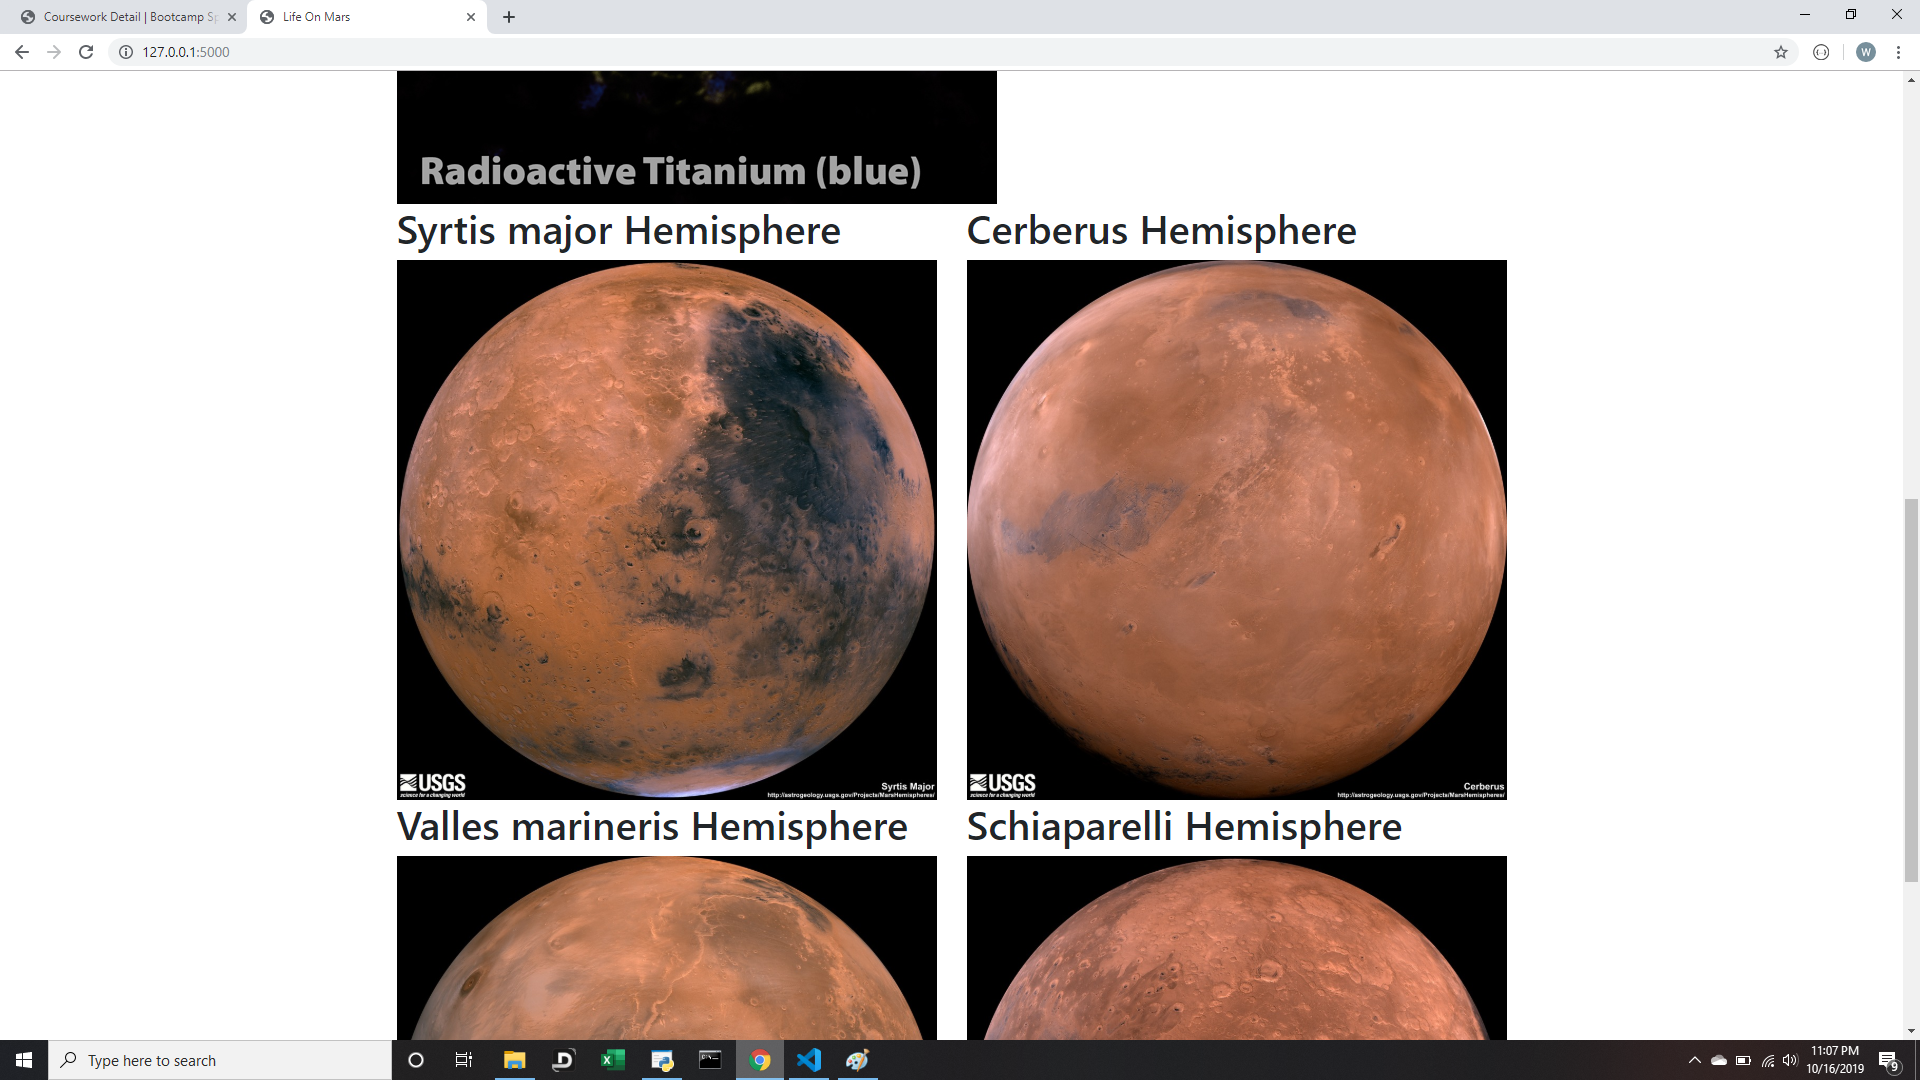 Coursework Detail | Bootcamp Sp
Life On Mars
127.0.0.1:5000
W
Radioactive Titanium (blue)
Syrtis major Hemisphere
Cerberus Hemisphere
USGS
science for a changing world
Syrtis Major
http://astrogeology.usgs.gov/Projects/MarsHemispheres/
USGS
science for a changing world
Cerberus
http://astrogeology.usgs.gov/Projects/MarsHemispheres/
Valles marineris Hemisphere
Schiaparelli Hemisphere
Type here to search
11:07 PM
10/16/2019
9